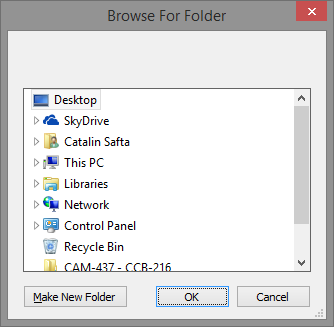 Browse For Folder
Desktop
SkyDrive
Catalin Safta
This PC
Libraries
Network
Control Panel
Recycle Bin
CAM-437 - CCB-216
Make New Folder
OK
Cancel